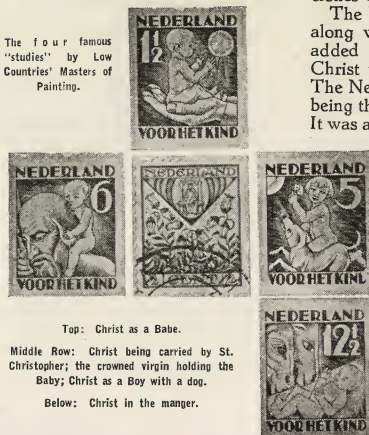 The four famous
"studies" by Low
Countries' Masters of
Painting.
NEDERLAND
1½
VOOR HET KIND
The
along
added
Christ
The Ne
being th
It was a
NEDERLAND
6
VOOR HET KIND
NEDERLAND
NEDERLAND
5
VOOR HET KIND
Top: Christ as a Babe.
Middle Row: Christ being carried by St.
Christopher; the crowned virgin holding the
Baby; Christ as a Boy with a dog.
Below: Christ in the manger.
NEDERLAND
12½
VOOR HET KIND